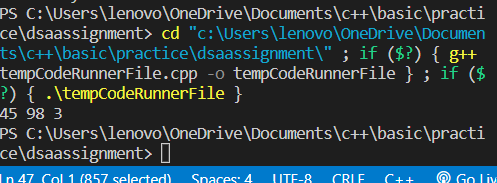 PS C:\Users\lenovo\OneDrive\Documents\c++\basic\practi
ce\dsaassignment> cd "c:\Users\lenovo\OneDrive\Documen
ts\c++\basic\practice\dsaassignment\" ; if ($?) { g++
tempCodeRunnerFile.cpp -o tempCodeRunnerFile } ; if ($
?) { .\tempCodeRunnerFile }
45 98 3
PS C:\Users\lenovo\OneDrive\Documents\c++\basic\practi
ce\dsaassignment>
Ln 47, Col 1 (857 selected) Spaces: 4 UTF-8 CRLF C++ Go Liv